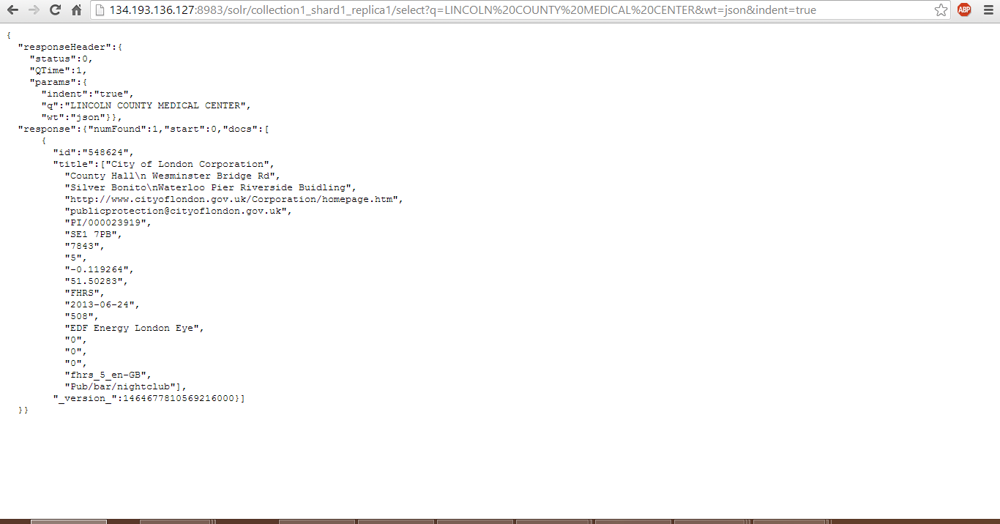 134.193.136.127:8983/solr/collection1_shard1_replica1/select?q=LINCOLN%20COUNTY%20MEDICAL%20CENTER&wt=json&indent=true
ABP
{
  "responseHeader":{
    "status":0,
    "QTime":1,
    "params":{
      "indent":"true",
      "q":"LINCOLN COUNTY MEDICAL CENTER",
      "wt":"json"}},
  "response":{"numFound":1,"start":0,"docs":[
      {
        "id":"548624",
        "title":["City of London Corporation",
          "County Hall\n Wesminster Bridge Rd",
          "Silver Bonito\nWaterloo Pier Riverside Buidling",
          "http://www.cityoflondon.gov.uk/Corporation/homepage.htm",
          "publicprotection@cityoflondon.gov.uk",
          "PI/000023919",
          "SE1 7PB",
          "7843",
          "5",
          "-0.119264",
          "51.50283",
          "FHRS",
          "2013-06-24",
          "508",
          "EDF Energy London Eye",
          "0",
          "0",
          "0",
          "fhrs_5_en-GB",
          "Pub/bar/nightclub"],
        "_version_":1464677810569216000}]
  }}